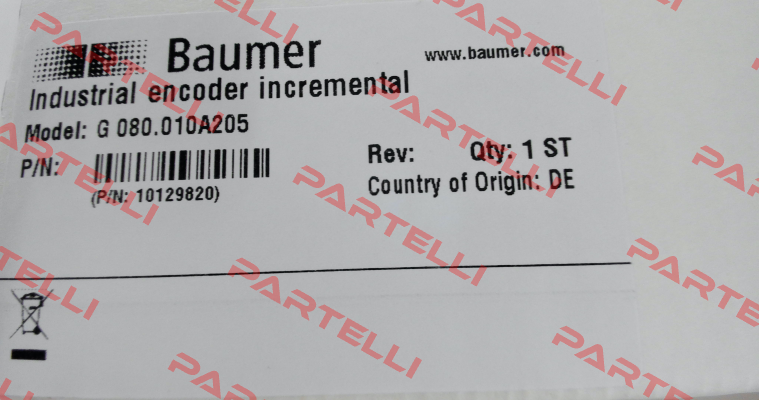 Baumer
www.baumer.com
Industrial encoder incremental
Model: G 080.010A205
P/N:
(P/N: 10129820)
Rev:
Qty: 1 ST
Country of Origin: DE
PARTELLI
PARTELLI
PARTELLI
PARTELLI
PARTELLI
PARTELLI
PARTELLI
PARTELLI
PARTELLI
PARTELLI